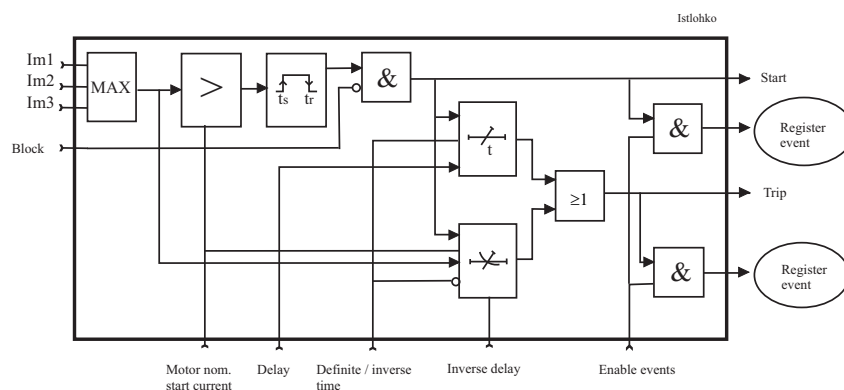 Istlohko
Im1
Im2
Im3
MAX
>
ts tr
&
Start
Block
t
&
Register
event
≥1
Trip
&
Register
event
Motor nom.
start current
Delay
Definite / inverse
time
Inverse delay
Enable events